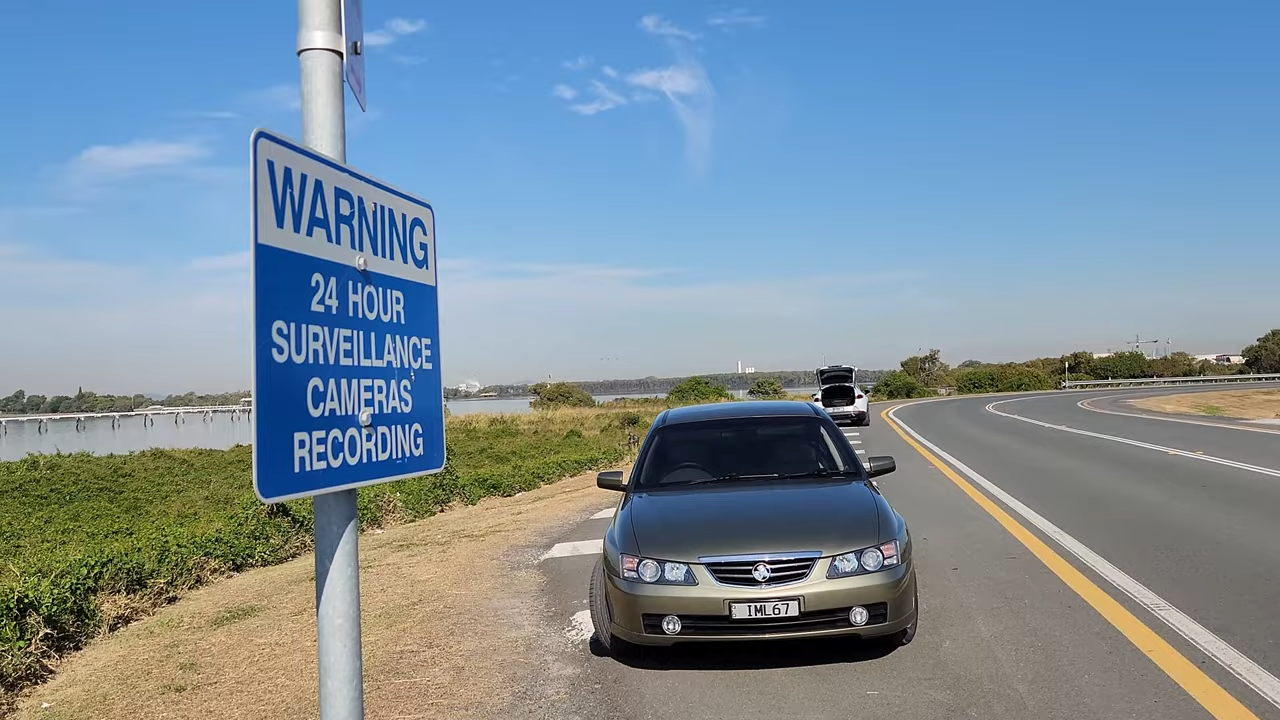 WARNING
24 HOUR
SURVEILLANCE
CAMERAS
RECORDING
IML67